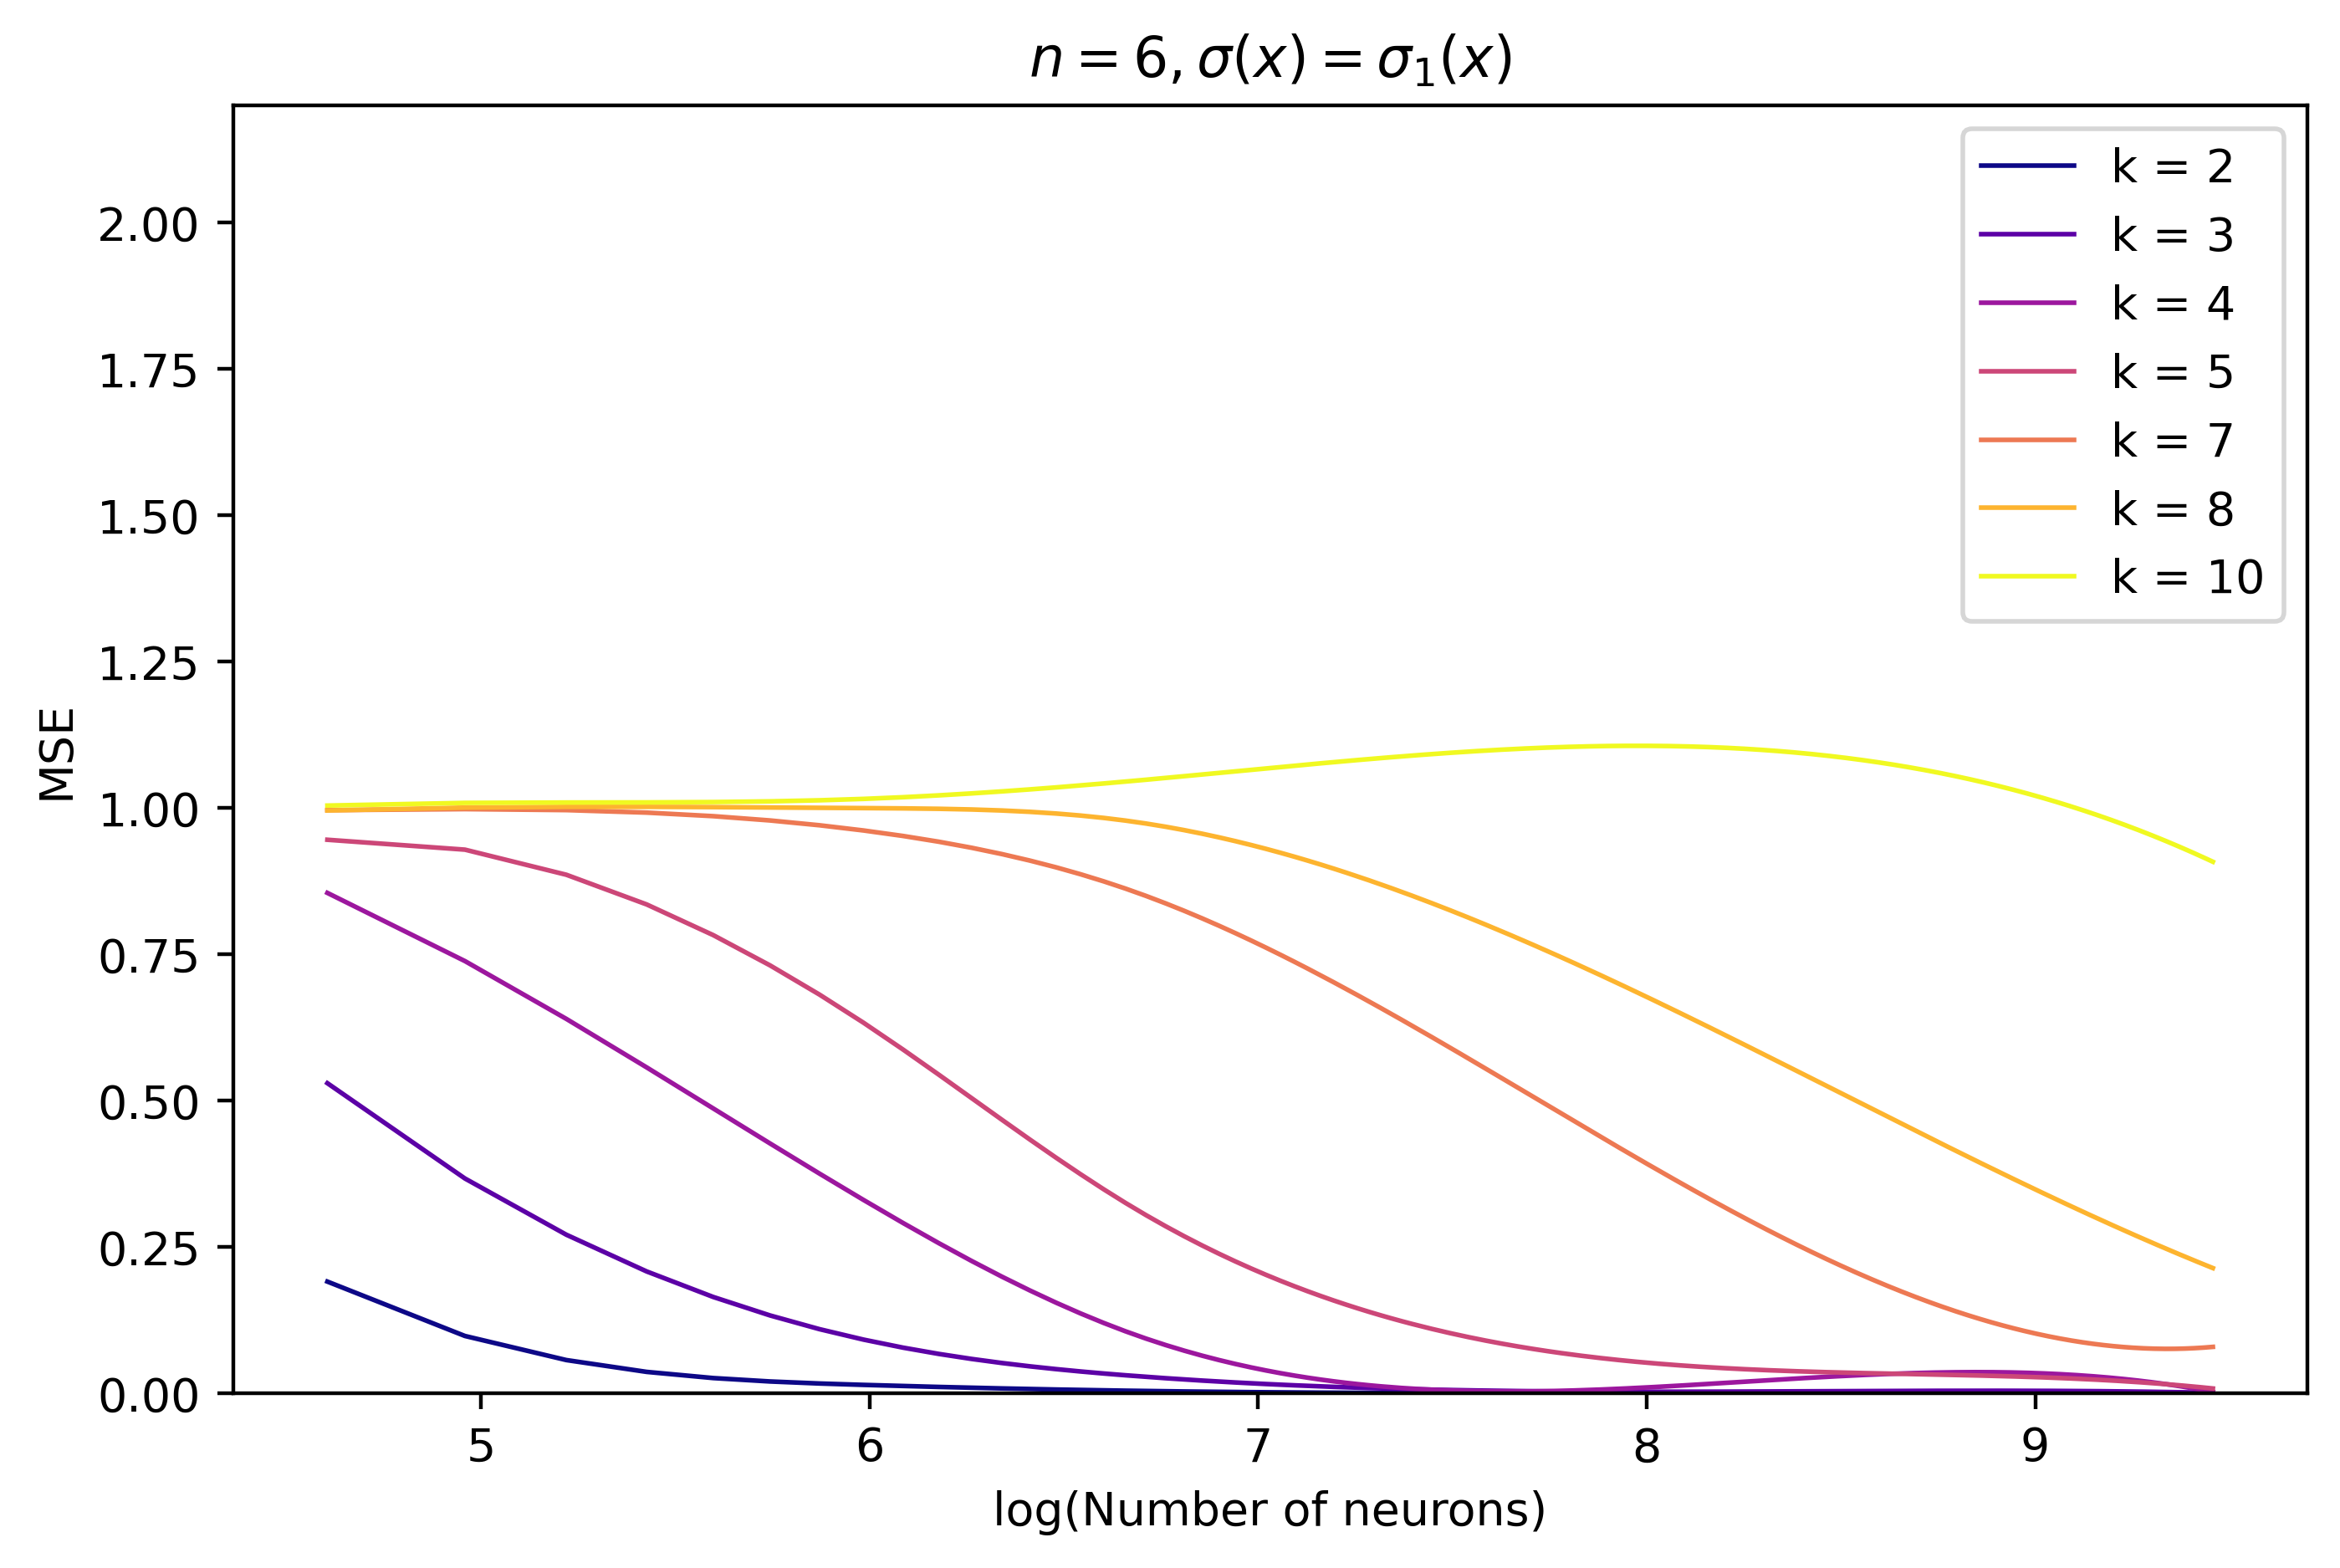 n = 6, σ(x) = σ₁(x)
k = 2
k = 3
k = 4
k = 5
k = 7
k = 8
k = 10
MSE
2.00
1.75
1.50
1.25
1.00
0.75
0.50
0.25
0.00
5 6 7 8 9
log(Number of neurons)